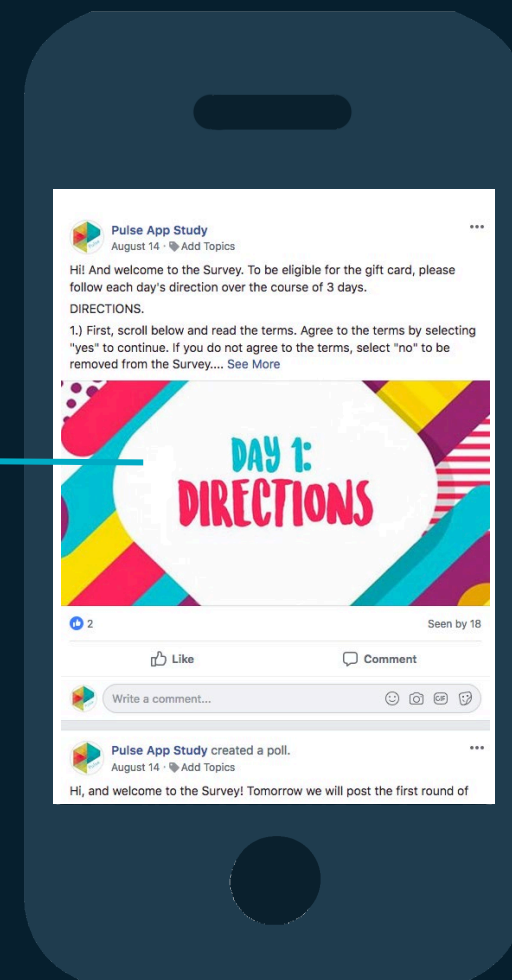 Pulse App Study
August 14 · Add Topics
Hi! And welcome to the Survey. To be eligible for the gift card, please
follow each day's direction over the course of 3 days.
DIRECTIONS.
1.) First, scroll below and read the terms. Agree to the terms by selecting
"yes" to continue. If you do not agree to the terms, select "no" to be
removed from the Survey.... See More
DAY 1:
DIRECTIONS
2 Seen by 18
Like Comment
Write a comment... GIF
Pulse App Study created a poll.
August 14 · Add Topics
Hi, and welcome to the Survey! Tomorrow we will post the first round of